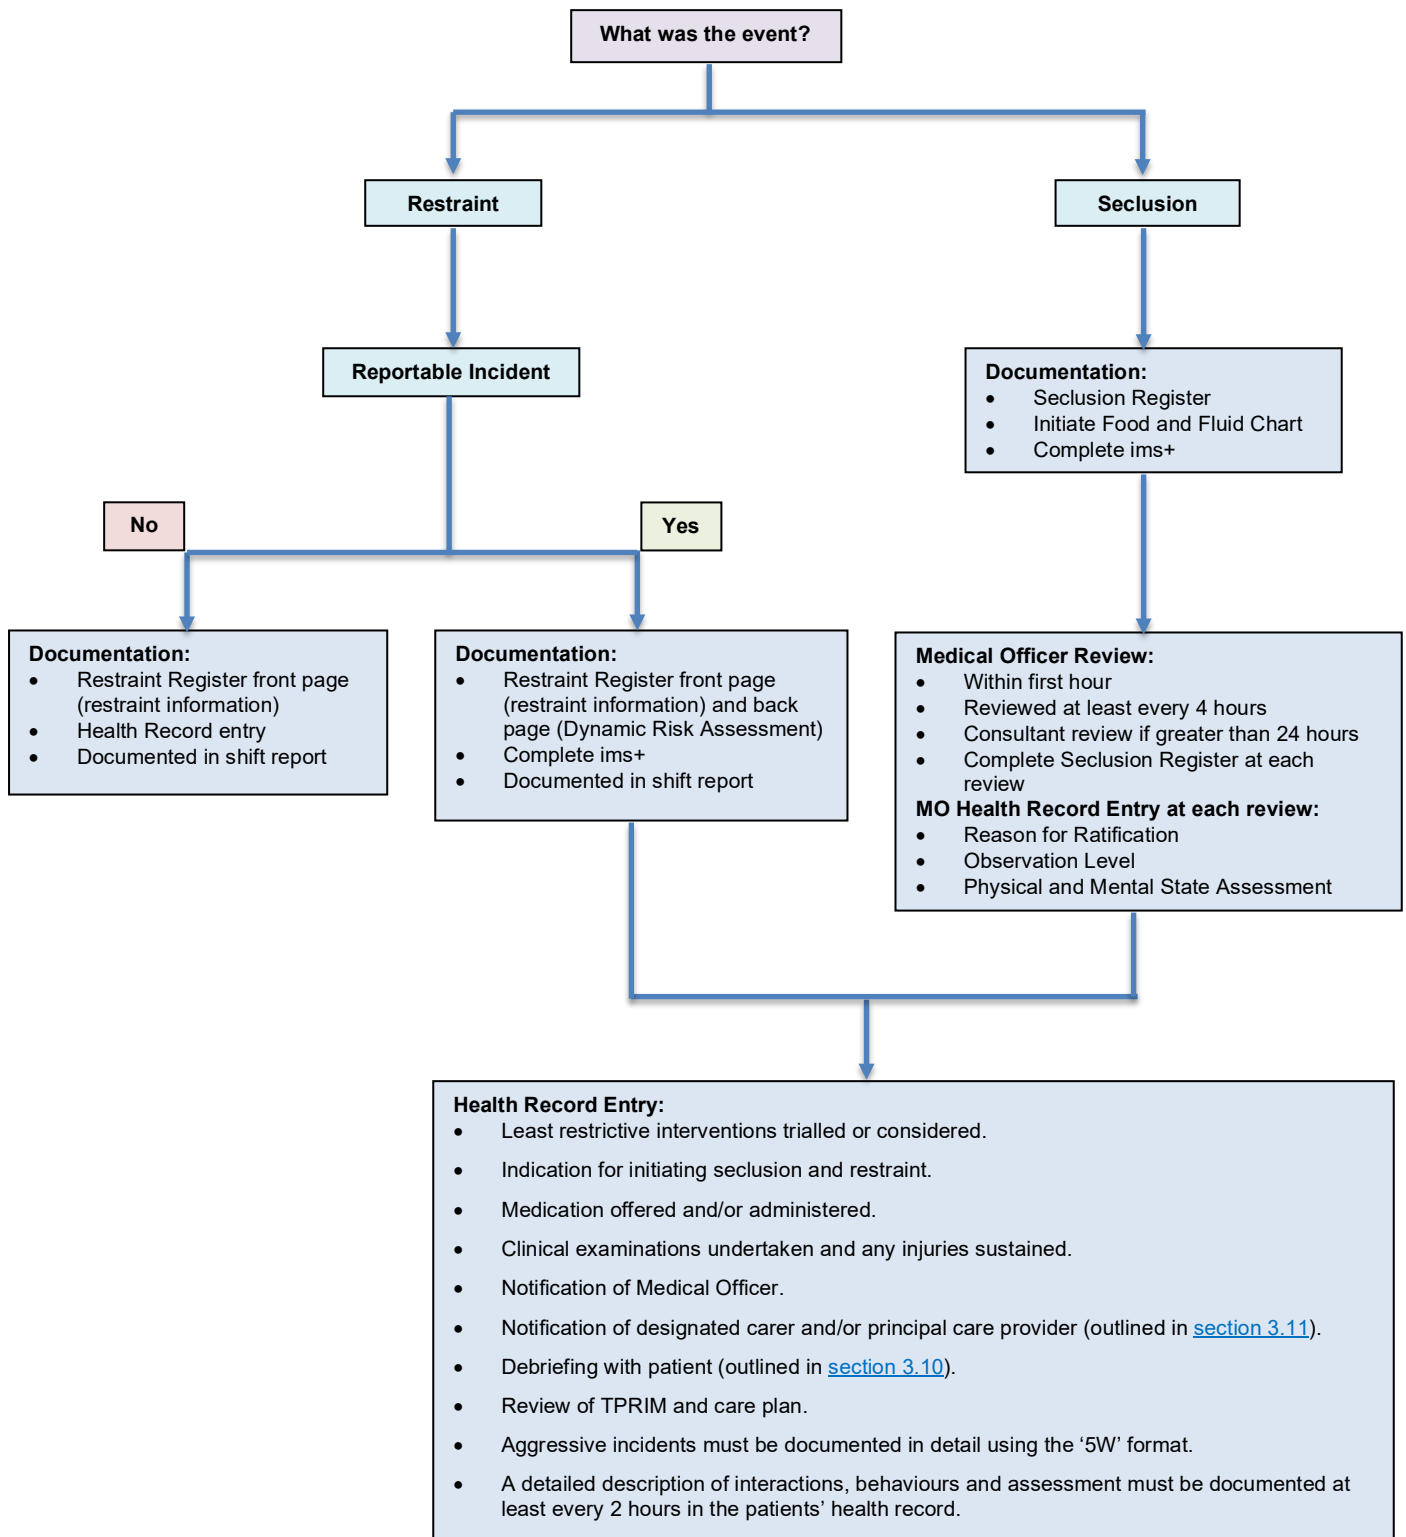 What was the event?
Restraint
Seclusion
Reportable Incident
Documentation:
• Seclusion Register
• Initiate Food and Fluid Chart
• Complete ims+
No
Yes
Documentation:
• Restraint Register front page
(restraint information)
• Health Record entry
• Documented in shift report
Documentation:
• Restraint Register front page
(restraint information) and back
page (Dynamic Risk Assessment)
• Complete ims+
• Documented in shift report
Medical Officer Review:
• Within first hour
• Reviewed at least every 4 hours
• Consultant review if greater than 24 hours
• Complete Seclusion Register at each
review
MO Health Record Entry at each review:
• Reason for Ratification
• Observation Level
• Physical and Mental State Assessment
Health Record Entry:
• Least restrictive interventions trialled or considered.
• Indication for initiating seclusion and restraint.
• Medication offered and/or administered.
• Clinical examinations undertaken and any injuries sustained.
• Notification of Medical Officer.
• Notification of designated carer and/or principal care provider (outlined in section 3.11).
• Debriefing with patient (outlined in section 3.10).
• Review of TPRIM and care plan.
• Aggressive incidents must be documented in detail using the ‘5W’ format.
• A detailed description of interactions, behaviours and assessment must be documented at
least every 2 hours in the patients’ health record.